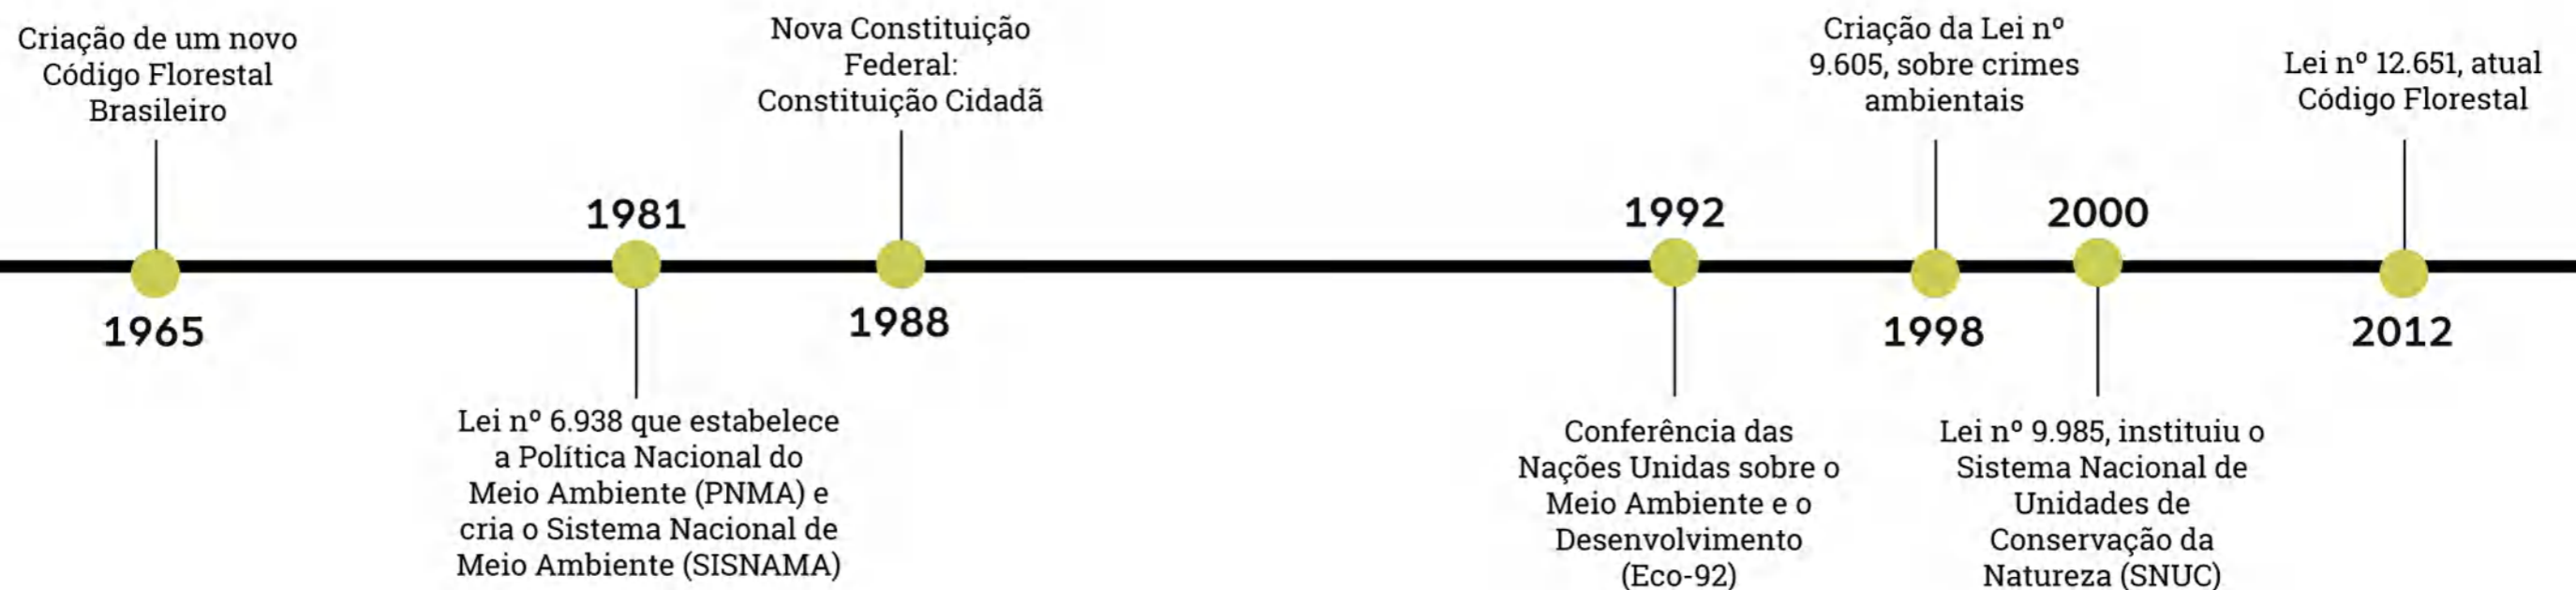 Criação de um novo
Código Florestal
Brasileiro
1965
1981
Lei nº 6.938 que estabelece
a Política Nacional do
Meio Ambiente (PNMA) e
cria o Sistema Nacional de
Meio Ambiente (SISNAMA)
Nova Constituição
Federal:
Constituição Cidadã
1988
1992
Conferência das
Nações Unidas sobre o
Meio Ambiente e o
Desenvolvimento
(Eco-92)
Criação da Lei nº
9.605, sobre crimes
ambientais
1998
2000
Lei nº 9.985, instituiu o
Sistema Nacional de
Unidades de
Conservação da
Natureza (SNUC)
Lei nº 12.651, atual
Código Florestal
2012